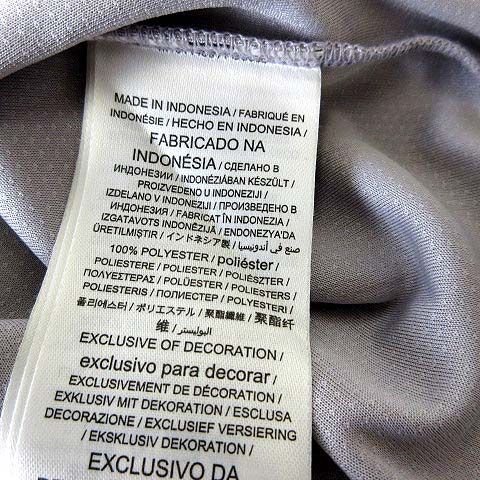 MADE IN INDONESIA / FABRIQUÉ EN
INDONÉSIE / HECHO EN INDONESIA /
FABRICADO NA
INDONÉSIA / СДЕЛАНО В
ИНДОНЕЗИИ / INDONÉZIÁBAN KÉSZÜLT /
PROIZVEDENO U INDONEZIJI /
IZDELANO V INDONEZIJI / ПРОИЗВЕДЕНО В
ИНДОНЕЗИЯ / FABRICAT ÎN INDONEZIA /
IZGATAVOTS INDONĒZIJĀ / ENDONEZYA'DA
ÜRETILMIŞTIR / インドネシア製 / صنع في أندونيسيا
100% POLYESTER / poliéster /
POLIESTERE / POLIESTER / POLIÉSZTER /
ПОЛИЭСТЕР / POLIESTER / POLIESTER /
ΠΟΛΥΕΣΤΕΡΑΣ / POLÜESTER / POLIESTERS /
POLIESTERIS / ПОЛИЕСТЕР / POLYESTERI /
폴리에스터 / ポリエステル / 聚酯纖維 / 聚酯纤
维 / البوليستر /
EXCLUSIVE OF DECORATION /
exclusivo para decorar /
EXCLUSIVEMENT DE DÉCORATION /
EXKLUSIV MIT DEKORATION / ESCLUSA
DECORAZIONE / EXCLUSIEF VERSIERING
/ EKSKLUSIV DEKORATION /
EXCLUSIVO DA